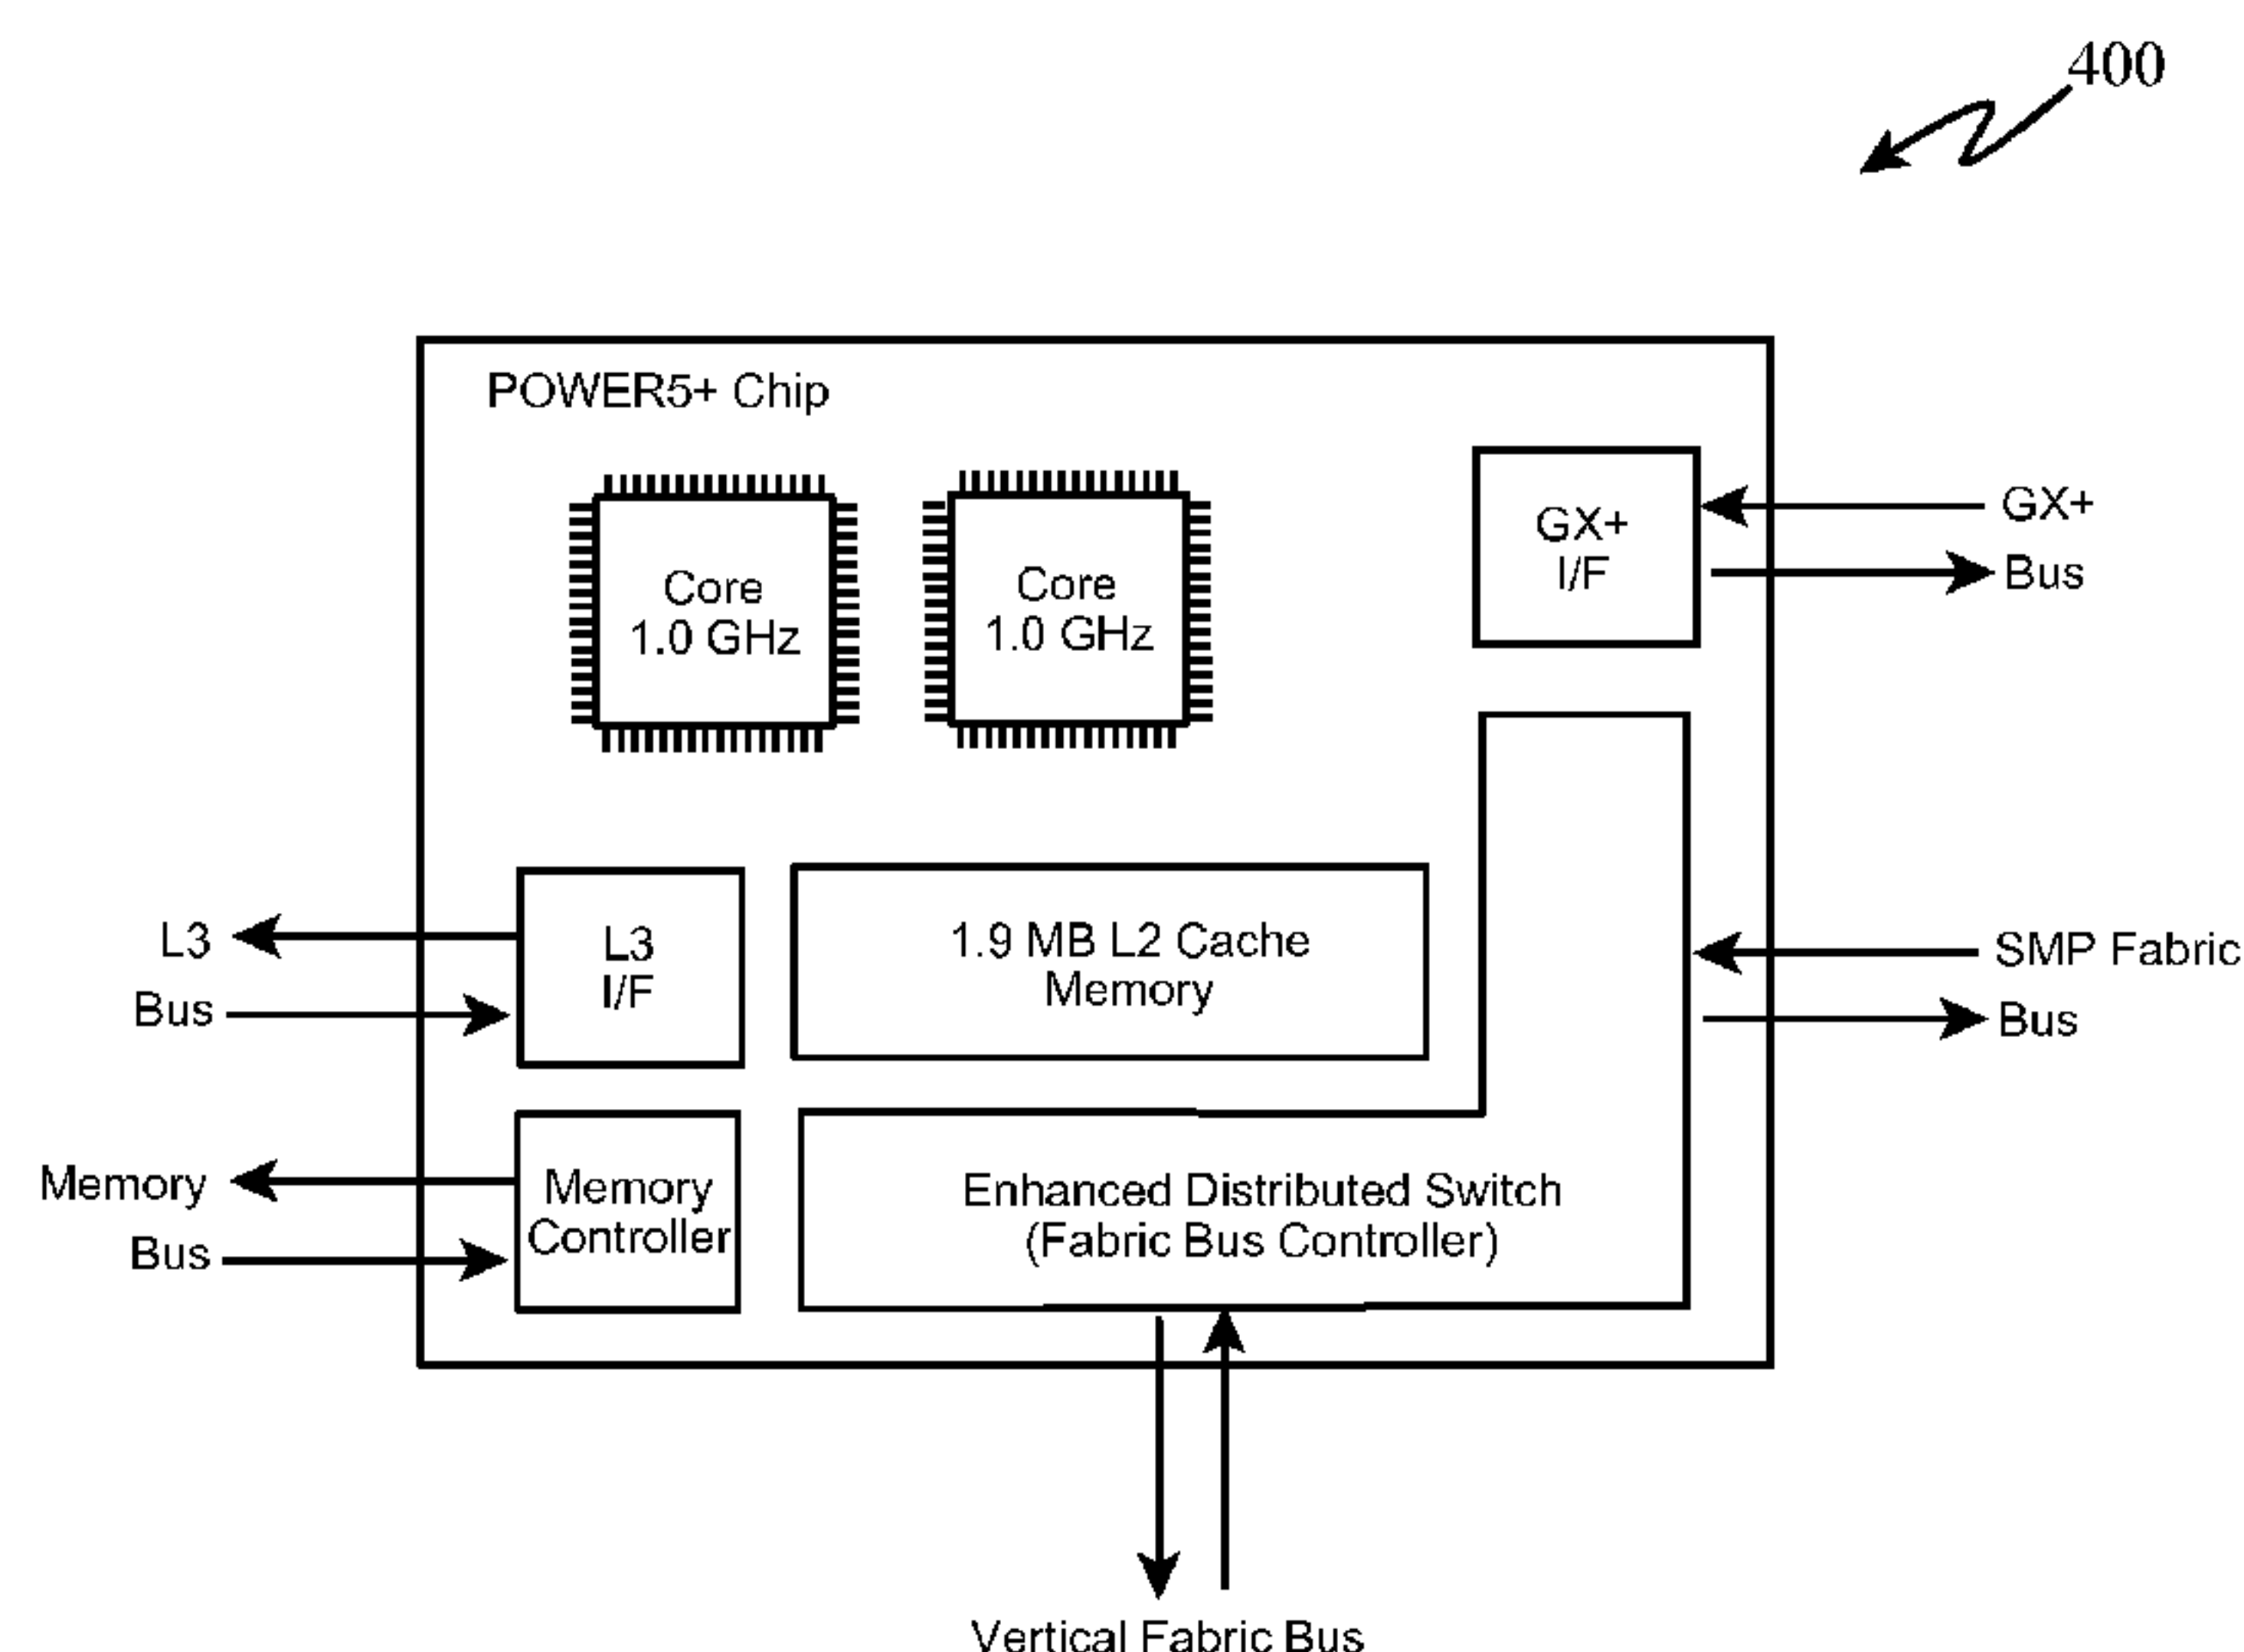 400
POWER5+ Chip
Core
1.0 GHz
Core
1.0 GHz
GX+
I/F
GX+
Bus
L3
Bus
L3
I/F
1.9 MB L2 Cache
Memory
SMP Fabric
Bus
Memory
Bus
Memory
Controller
Enhanced Distributed Switch
(Fabric Bus Controller)
Vertical Fabric Bus